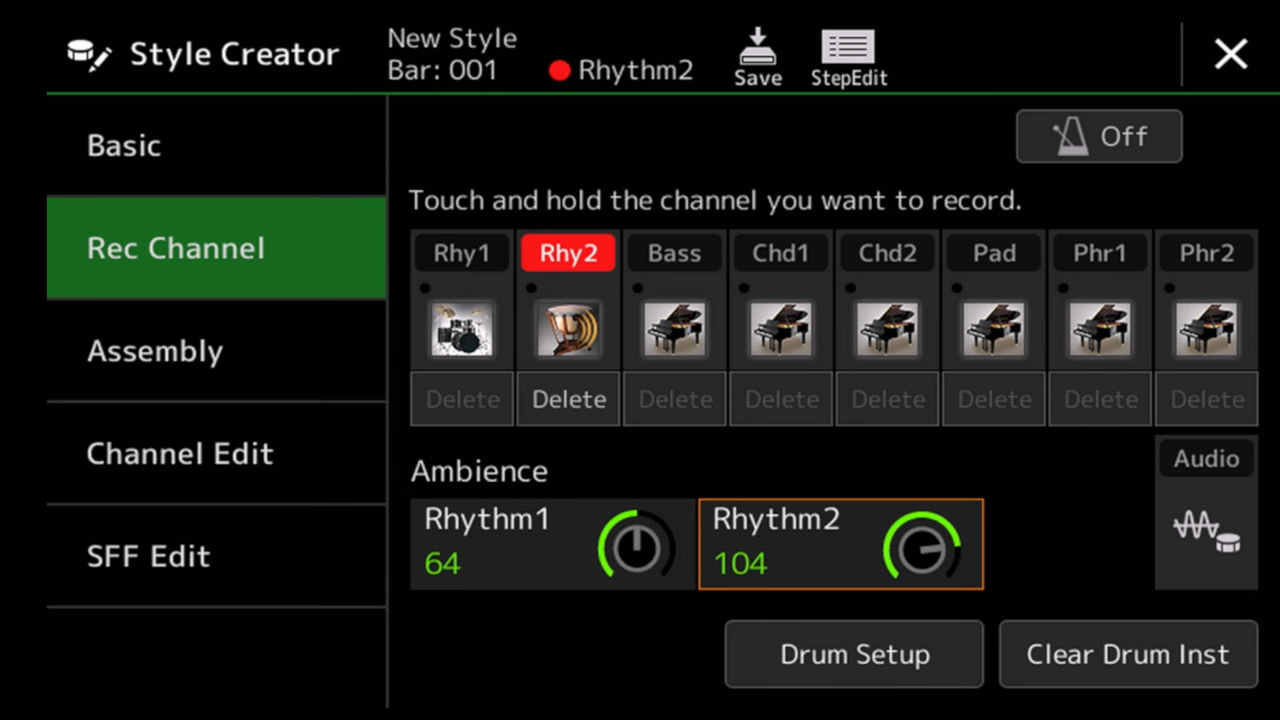 Style Creator
New Style
Bar: 001
Rhythm2
Save
StepEdit
Basic
Rec Channel
Assembly
Channel Edit
SFF Edit
Off
Touch and hold the channel you want to record.
Rhy1 Rhy2 Bass Chd1 Chd2 Pad Phr1 Phr2
Delete Delete Delete Delete Delete Delete Delete Delete
Ambience
Rhythm1
64
Rhythm2
104
Audio
Drum Setup
Clear Drum Inst